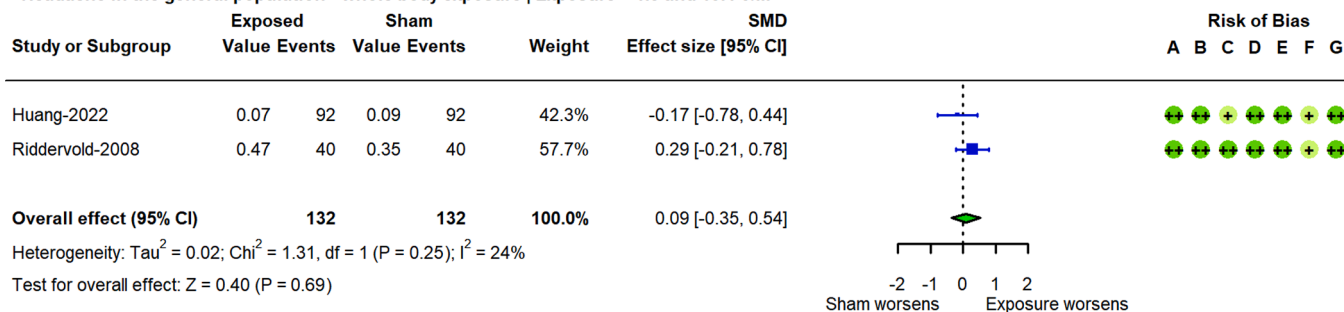 Exposed Sham SMD Risk of Bias
Study or Subgroup Value Events Value Events Weight Effect size [95% CI] A B C D E F G
Huang-2022 0.07 92 0.09 92 42.3% -0.17 [-0.78, 0.44] ++ ++ + ++ ++ + ++
Riddervold-2008 0.47 40 0.35 40 57.7% 0.29 [-0.21, 0.78] ++ ++ ++ ++ ++ + ++
Overall effect (95% CI) 132 132 100.0% 0.09 [-0.35, 0.54]
Heterogeneity: Tau² = 0.02; Chi² = 1.31, df = 1 (P = 0.25); I² = 24%
Test for overall effect: Z = 0.40 (P = 0.69)
-2 -1 0 1 2
Sham worsens Exposure worsens